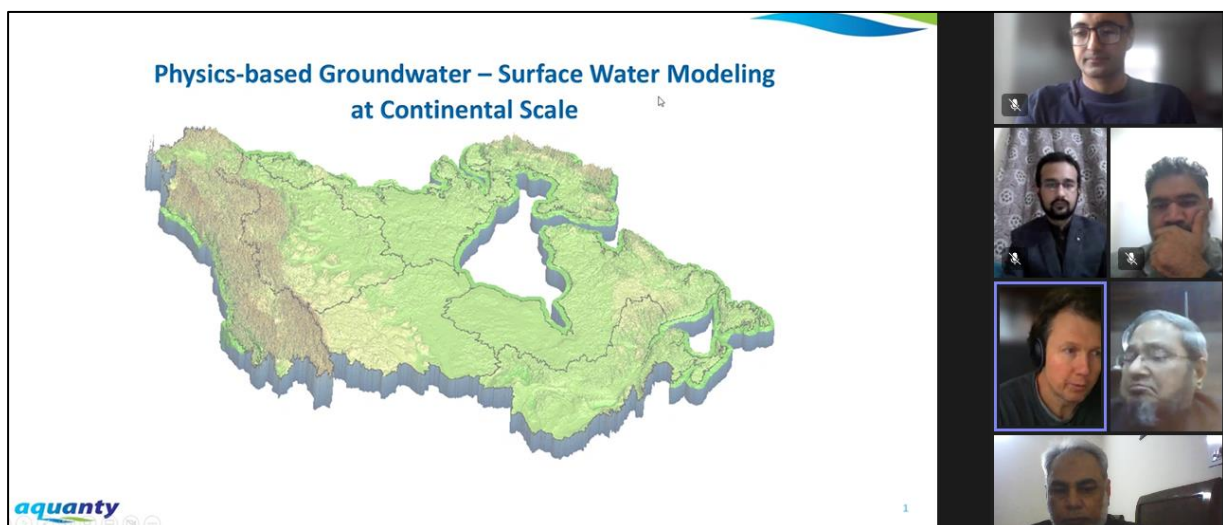 Physics-based Groundwater – Surface Water Modeling
at Continental Scale
aquanty
1